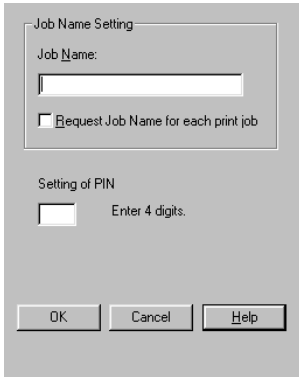 Job Name Setting
Job Name:
Request Job Name for each print job
Setting of PIN
Enter 4 digits.
OK Cancel Help